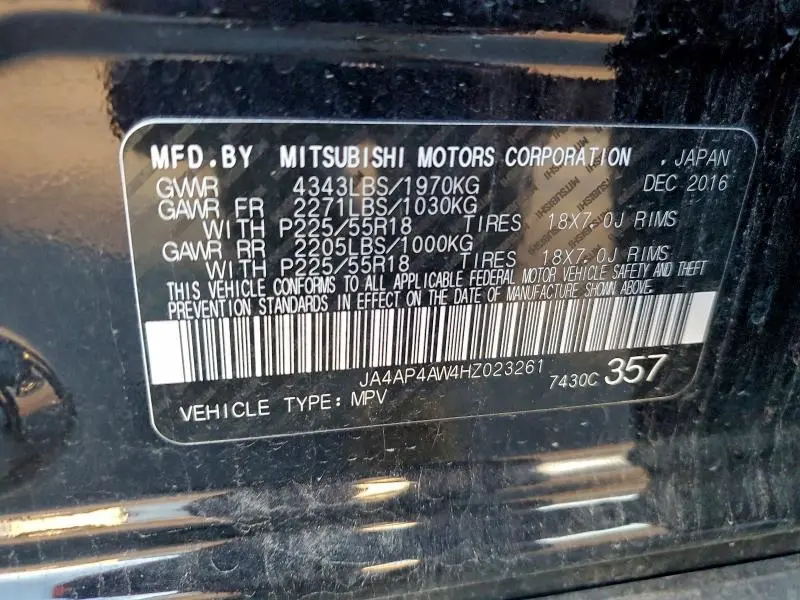 MFD.BY MITSUBISHI MOTORS CORPORATION , JAPAN
GVWR 4343LBS/1970KG DEC 2016
GAWR FR 2271LBS/1030KG
WITH P225/55R18 TIRES 18X7.0J RIMS
GAWR RR 2205LBS/1000KG
WITH P225/55R18 TIRES 18X7.0J RIMS
THIS VEHICLE CONFORMS TO ALL APPLICABLE FEDERAL MOTOR VEHICLE SAFETY AND THEFT
PREVENTION STANDARDS IN EFFECT ON THE DATE OF MANUFACTURE SHOWN ABOVE.
JA4AP4AW4HZ023261
7430C 357
VEHICLE TYPE: MPV